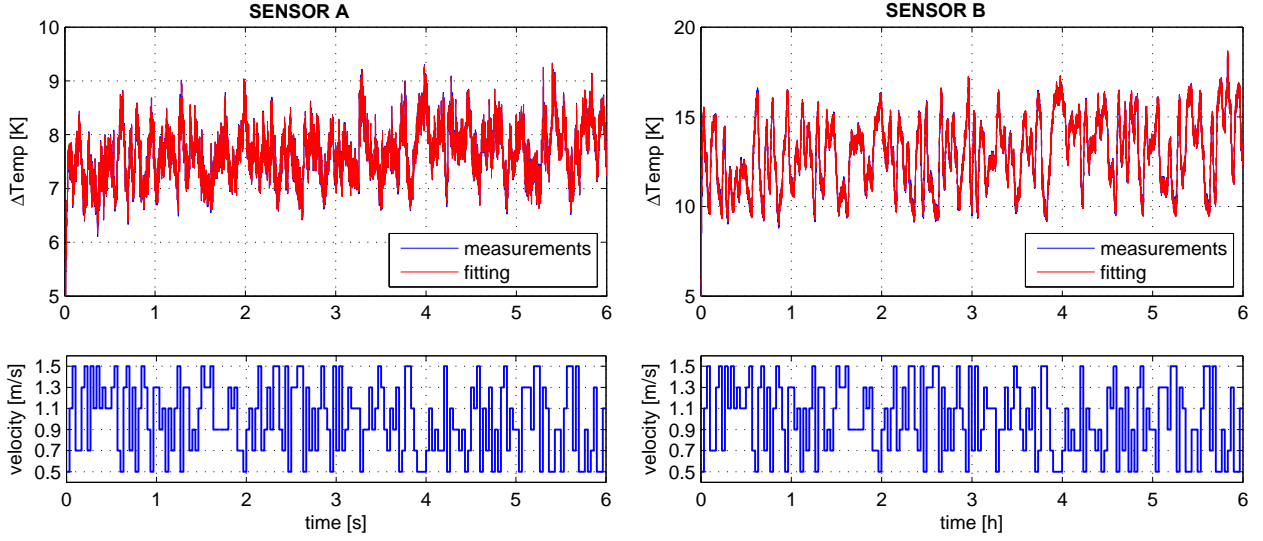 SENSOR A
ΔTemp [K]
10
9
8
7
6
5
measurements
fitting
0 1 2 3 4 5 6
velocity [m/s]
1.5
1.3
1.1
0.9
0.7
0.5
0 1 2 3 4 5 6
time [s]
SENSOR B
ΔTemp [K]
20
15
10
5
measurements
fitting
0 1 2 3 4 5 6
velocity [m/s]
1.5
1.3
1.1
0.9
0.7
0.5
0 1 2 3 4 5 6
time [h]